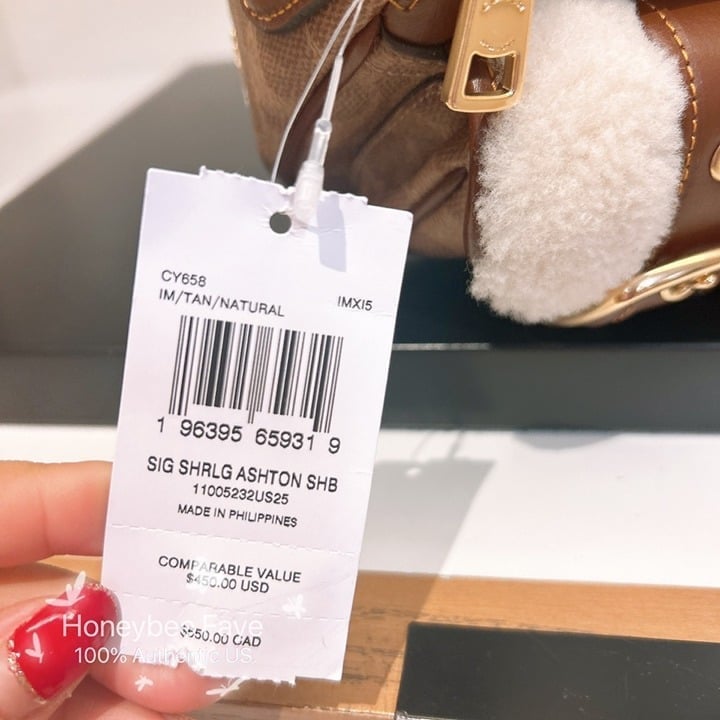 CY658
IM/TAN/NATURAL IMXI5
1 96395 65931 9
SIG SHRLG ASHTON SHB
11005232US25
MADE IN PHILIPPINES
COMPARABLE VALUE
$450.00 USD
$550.00 CAD
Honeybee Fave
100% Authentic US